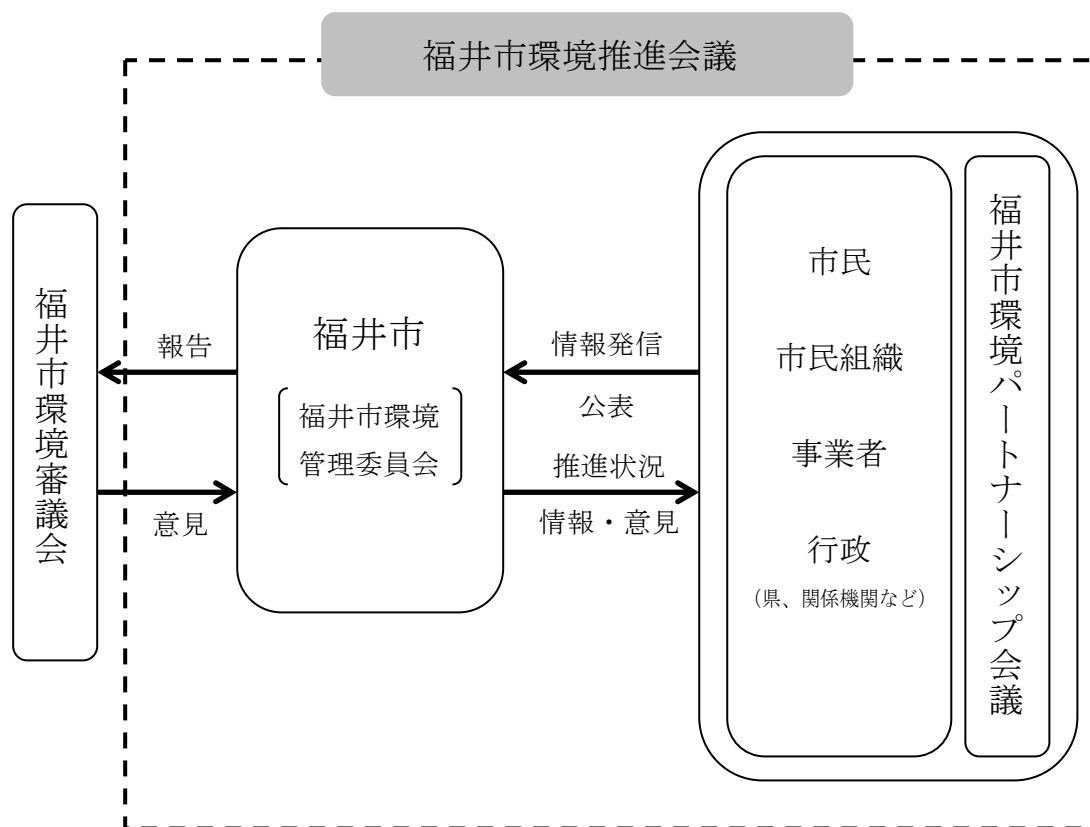 福井市環境推進会議
福井市環境審議会
報告
意見
福井市
福井市環境
管理委員会
情報発信
公表
推進状況
情報・意見
市民
市民組織
事業者
行政
（県、関係機関など）
福井市環境パートナーシップ会議